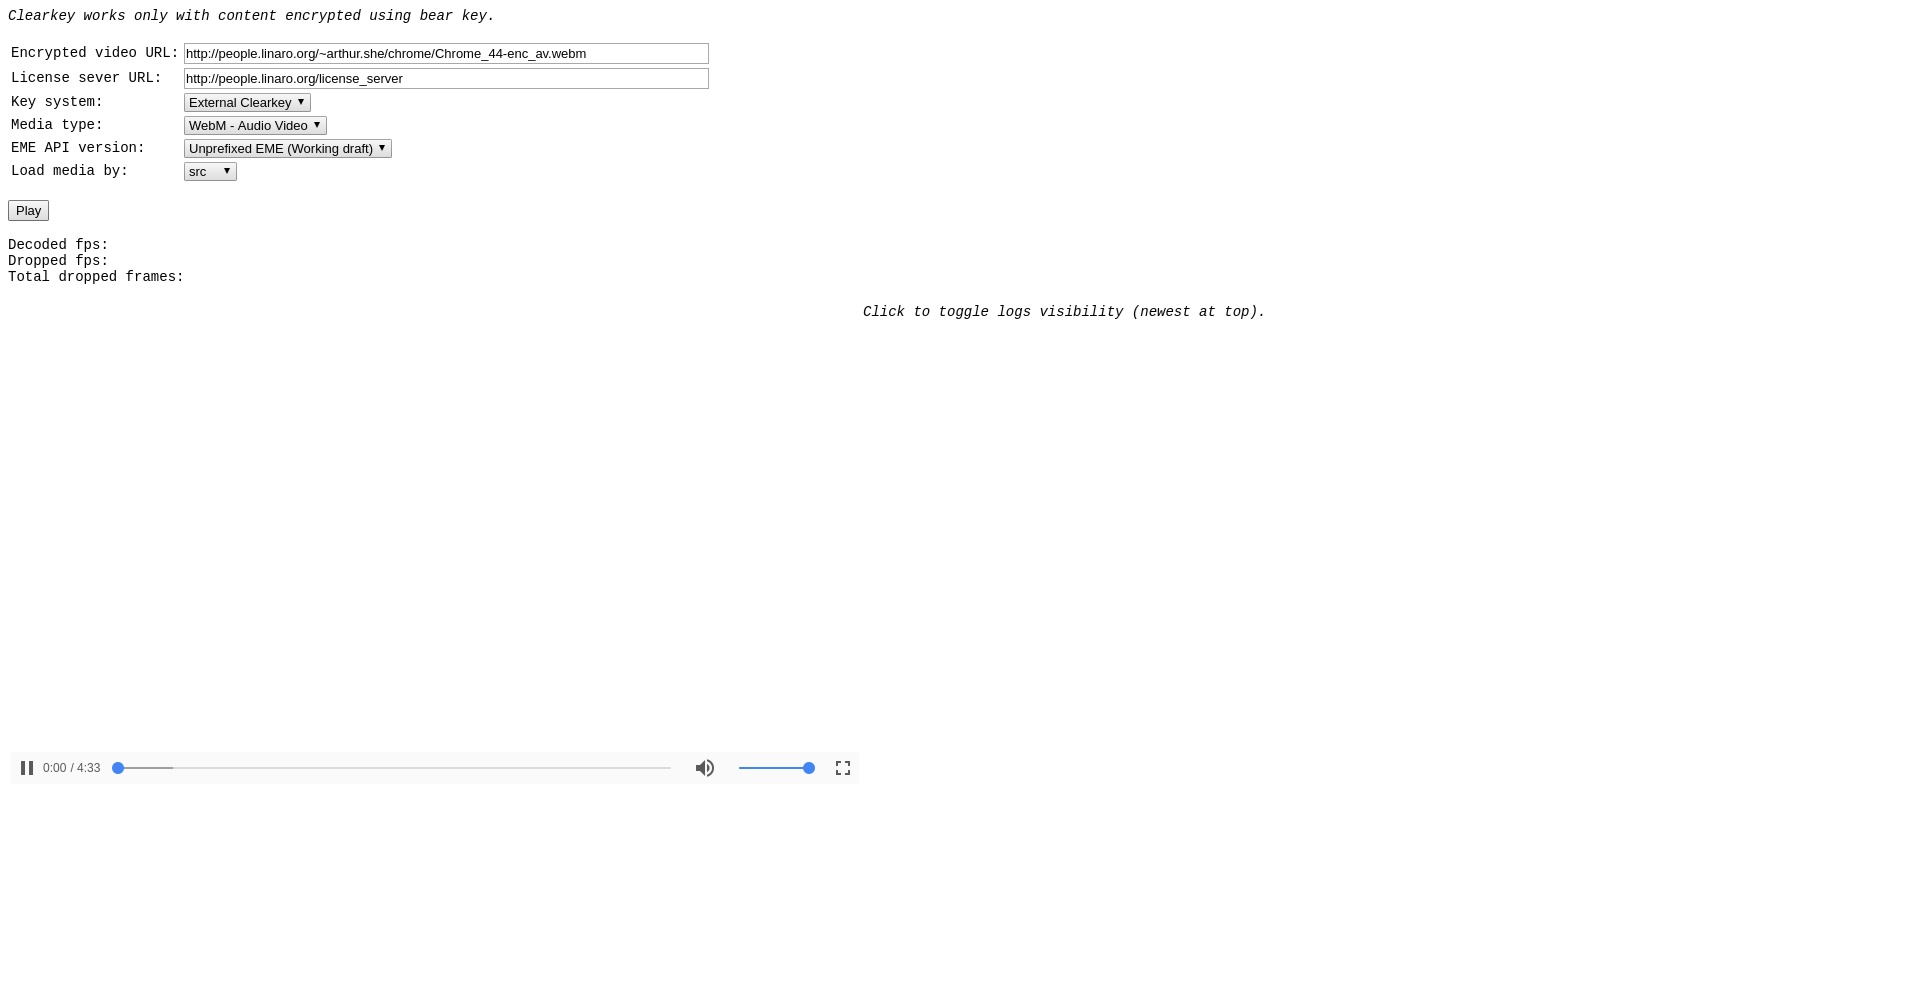 Clearkey works only with content encrypted using bear key.
Encrypted video URL: http://people.linaro.org/~arthur.she/chrome/Chrome_44-enc_av.webm
License sever URL: http://people.linaro.org/license_server
Key system: External Clearkey
Media type: WebM - Audio Video
EME API version: Unprefixed EME (Working draft)
Load media by: src
Play
Decoded fps:
Dropped fps:
Total dropped frames:
Click to toggle logs visibility (newest at top).
0:00 / 4:33